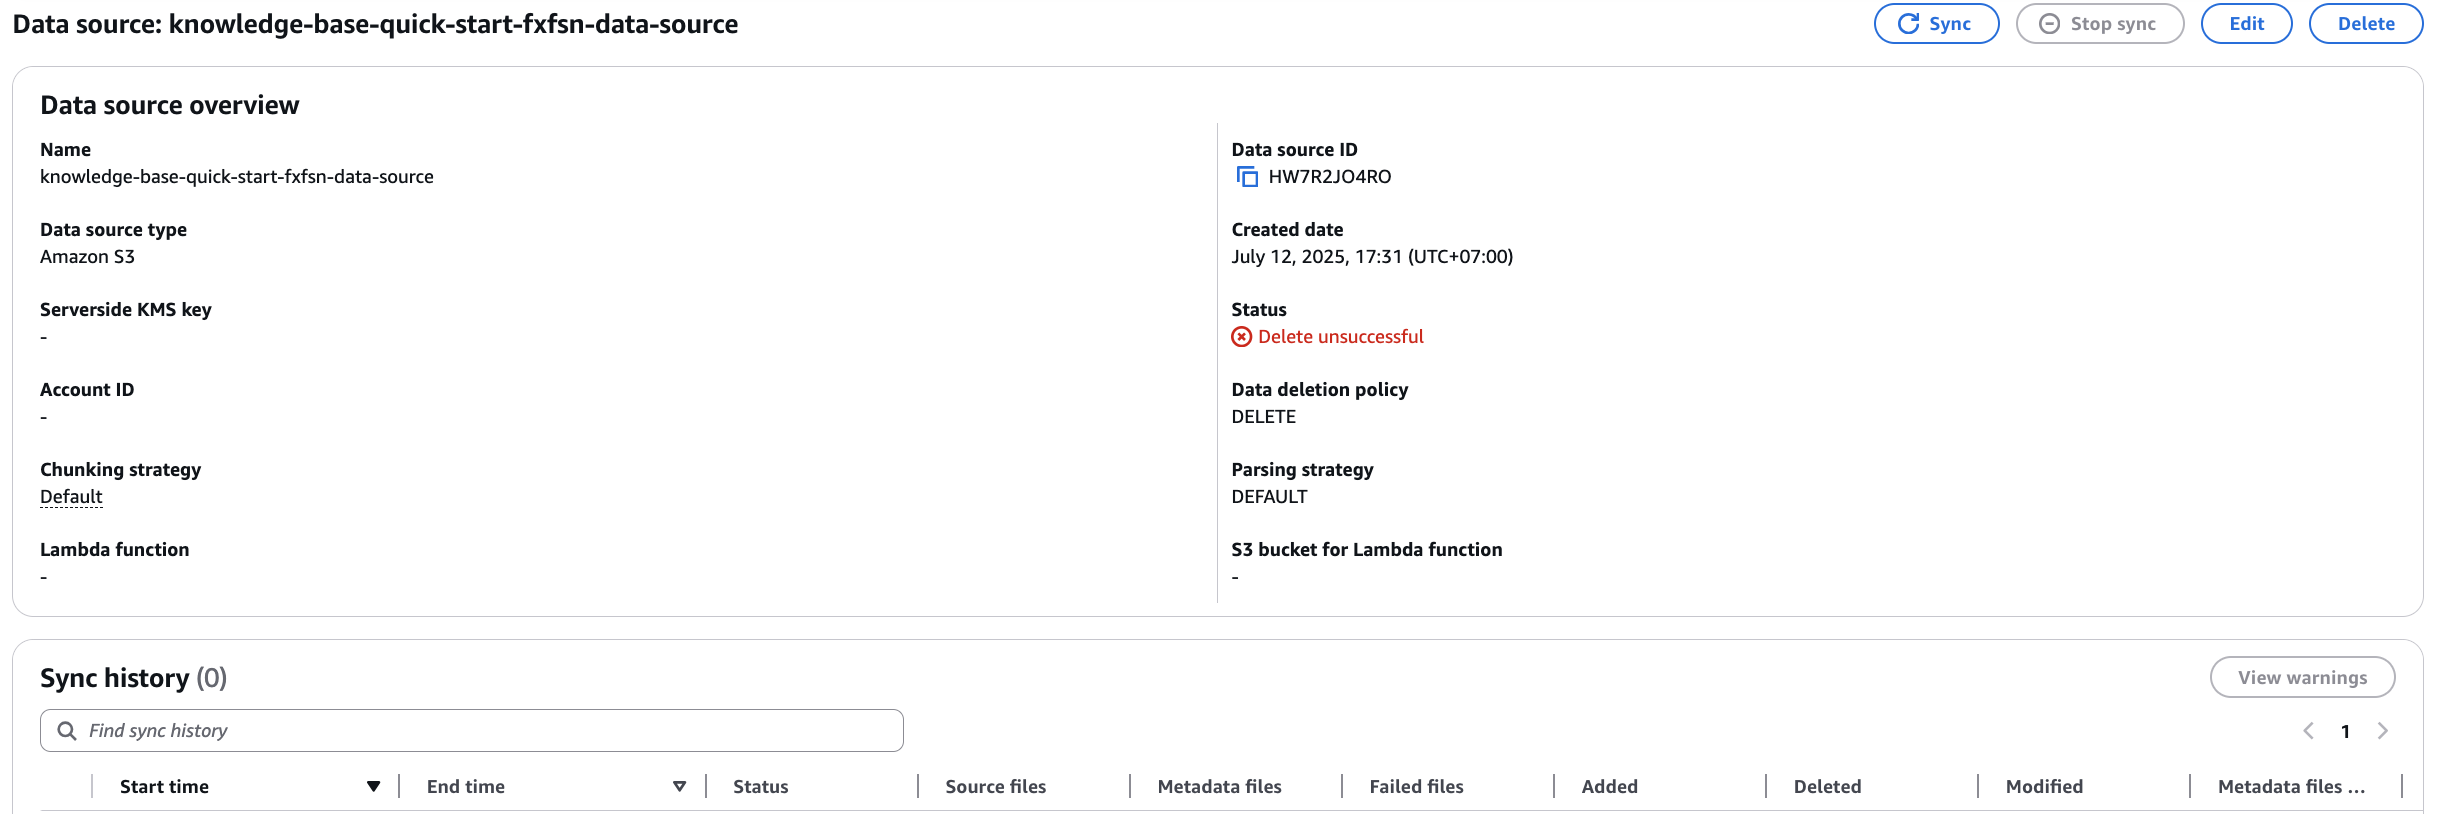 Data source: knowledge-base-quick-start-fxfsn-data-source
Sync
Stop sync
Edit
Delete
Data source overview
Name
knowledge-base-quick-start-fxfsn-data-source
Data source ID
HW7R2JO4RO
Data source type
Amazon S3
Created date
July 12, 2025, 17:31 (UTC+07:00)
Serverside KMS key
-
Status
Delete unsuccessful
Account ID
-
Data deletion policy
DELETE
Chunking strategy
Default
Parsing strategy
DEFAULT
Lambda function
-
S3 bucket for Lambda function
-
Sync history (0)
View warnings
Find sync history
1
Start time
End time
Status
Source files
Metadata files
Failed files
Added
Deleted
Modified
Metadata files ...